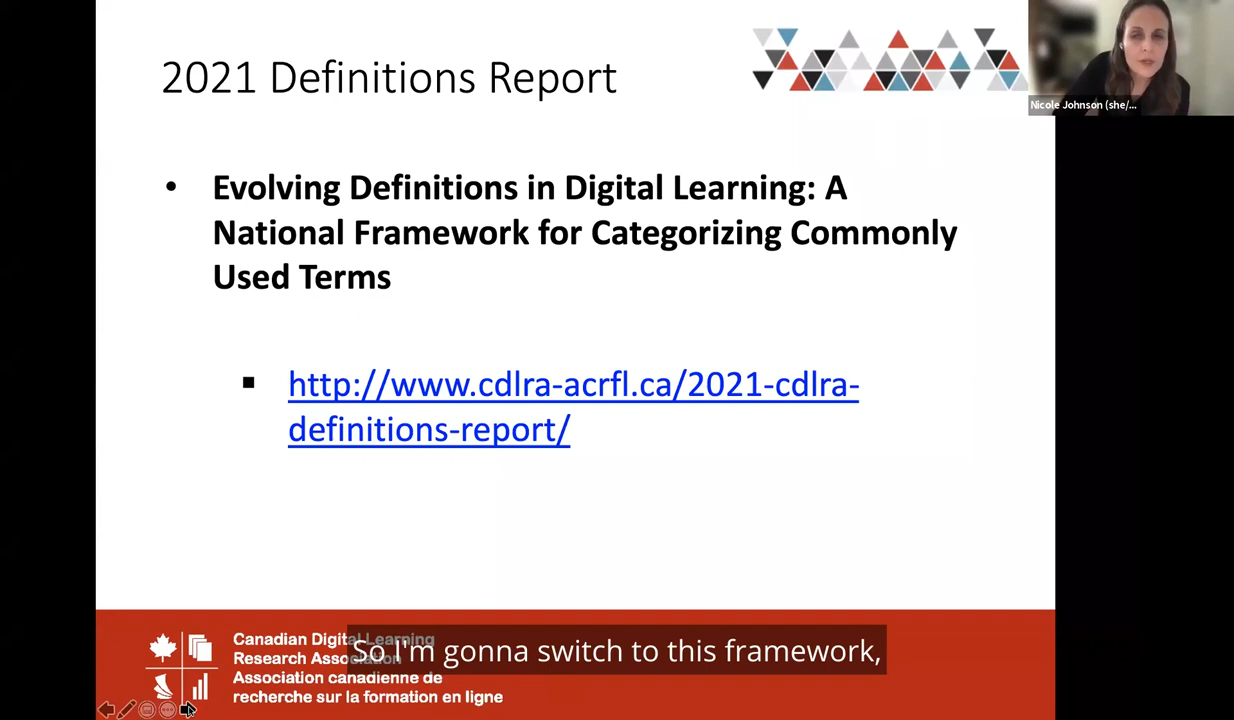 2021 Definitions Report
Nicole Johnson (she/...
• Evolving Definitions in Digital Learning: A
National Framework for Categorizing Commonly
Used Terms
▪ http://www.cdlra-acrfl.ca/2021-cdlra-
definitions-report/
Canadian Digital Learning
Research Association
Association canadienne de
recherche sur la formation en ligne
So I'm gonna switch to this framework,